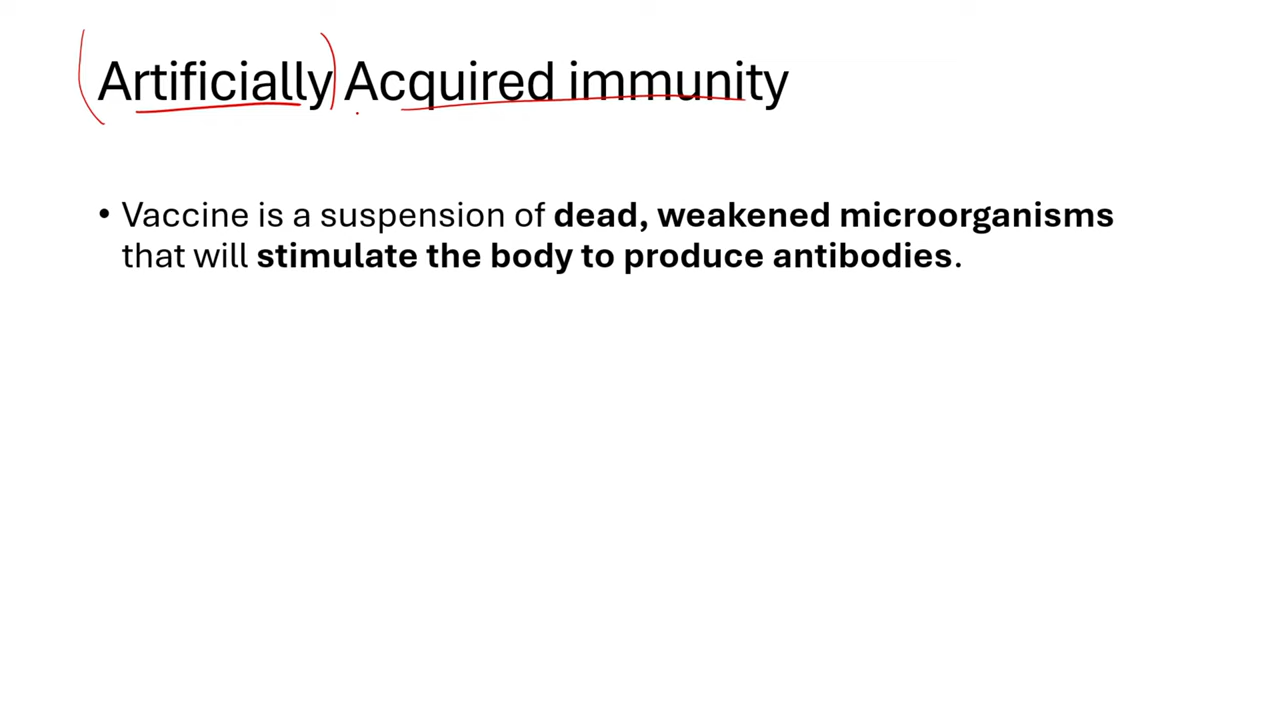 Artificially Acquired immunity
• Vaccine is a suspension of dead, weakened microorganisms
that will stimulate the body to produce antibodies.